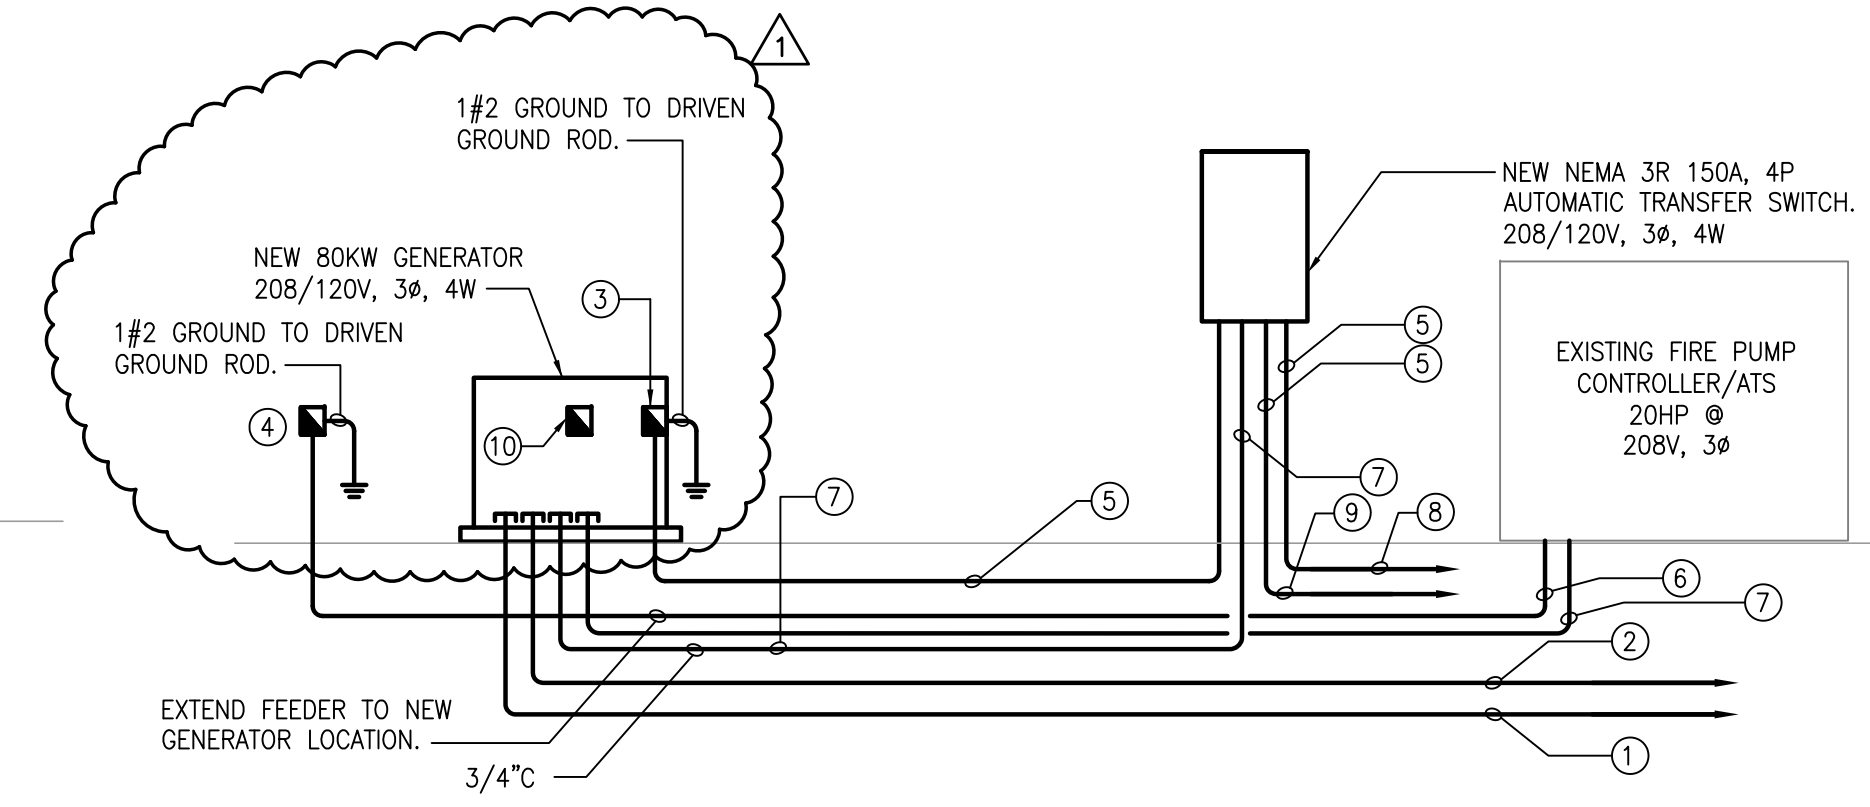 1
1#2 GROUND TO DRIVEN
GROUND ROD.
NEW NEMA 3R 150A, 4P
AUTOMATIC TRANSFER SWITCH.
208/120V, 3ø, 4W
NEW 80KW GENERATOR
208/120V, 3ø, 4W
3
1#2 GROUND TO DRIVEN
GROUND ROD.
5
5
EXISTING FIRE PUMP
CONTROLLER/ATS
20HP @
208V, 3ø
4
10
7
7
5
9
8
6
7
2
EXTEND FEEDER TO NEW
GENERATOR LOCATION.
3/4"C
1